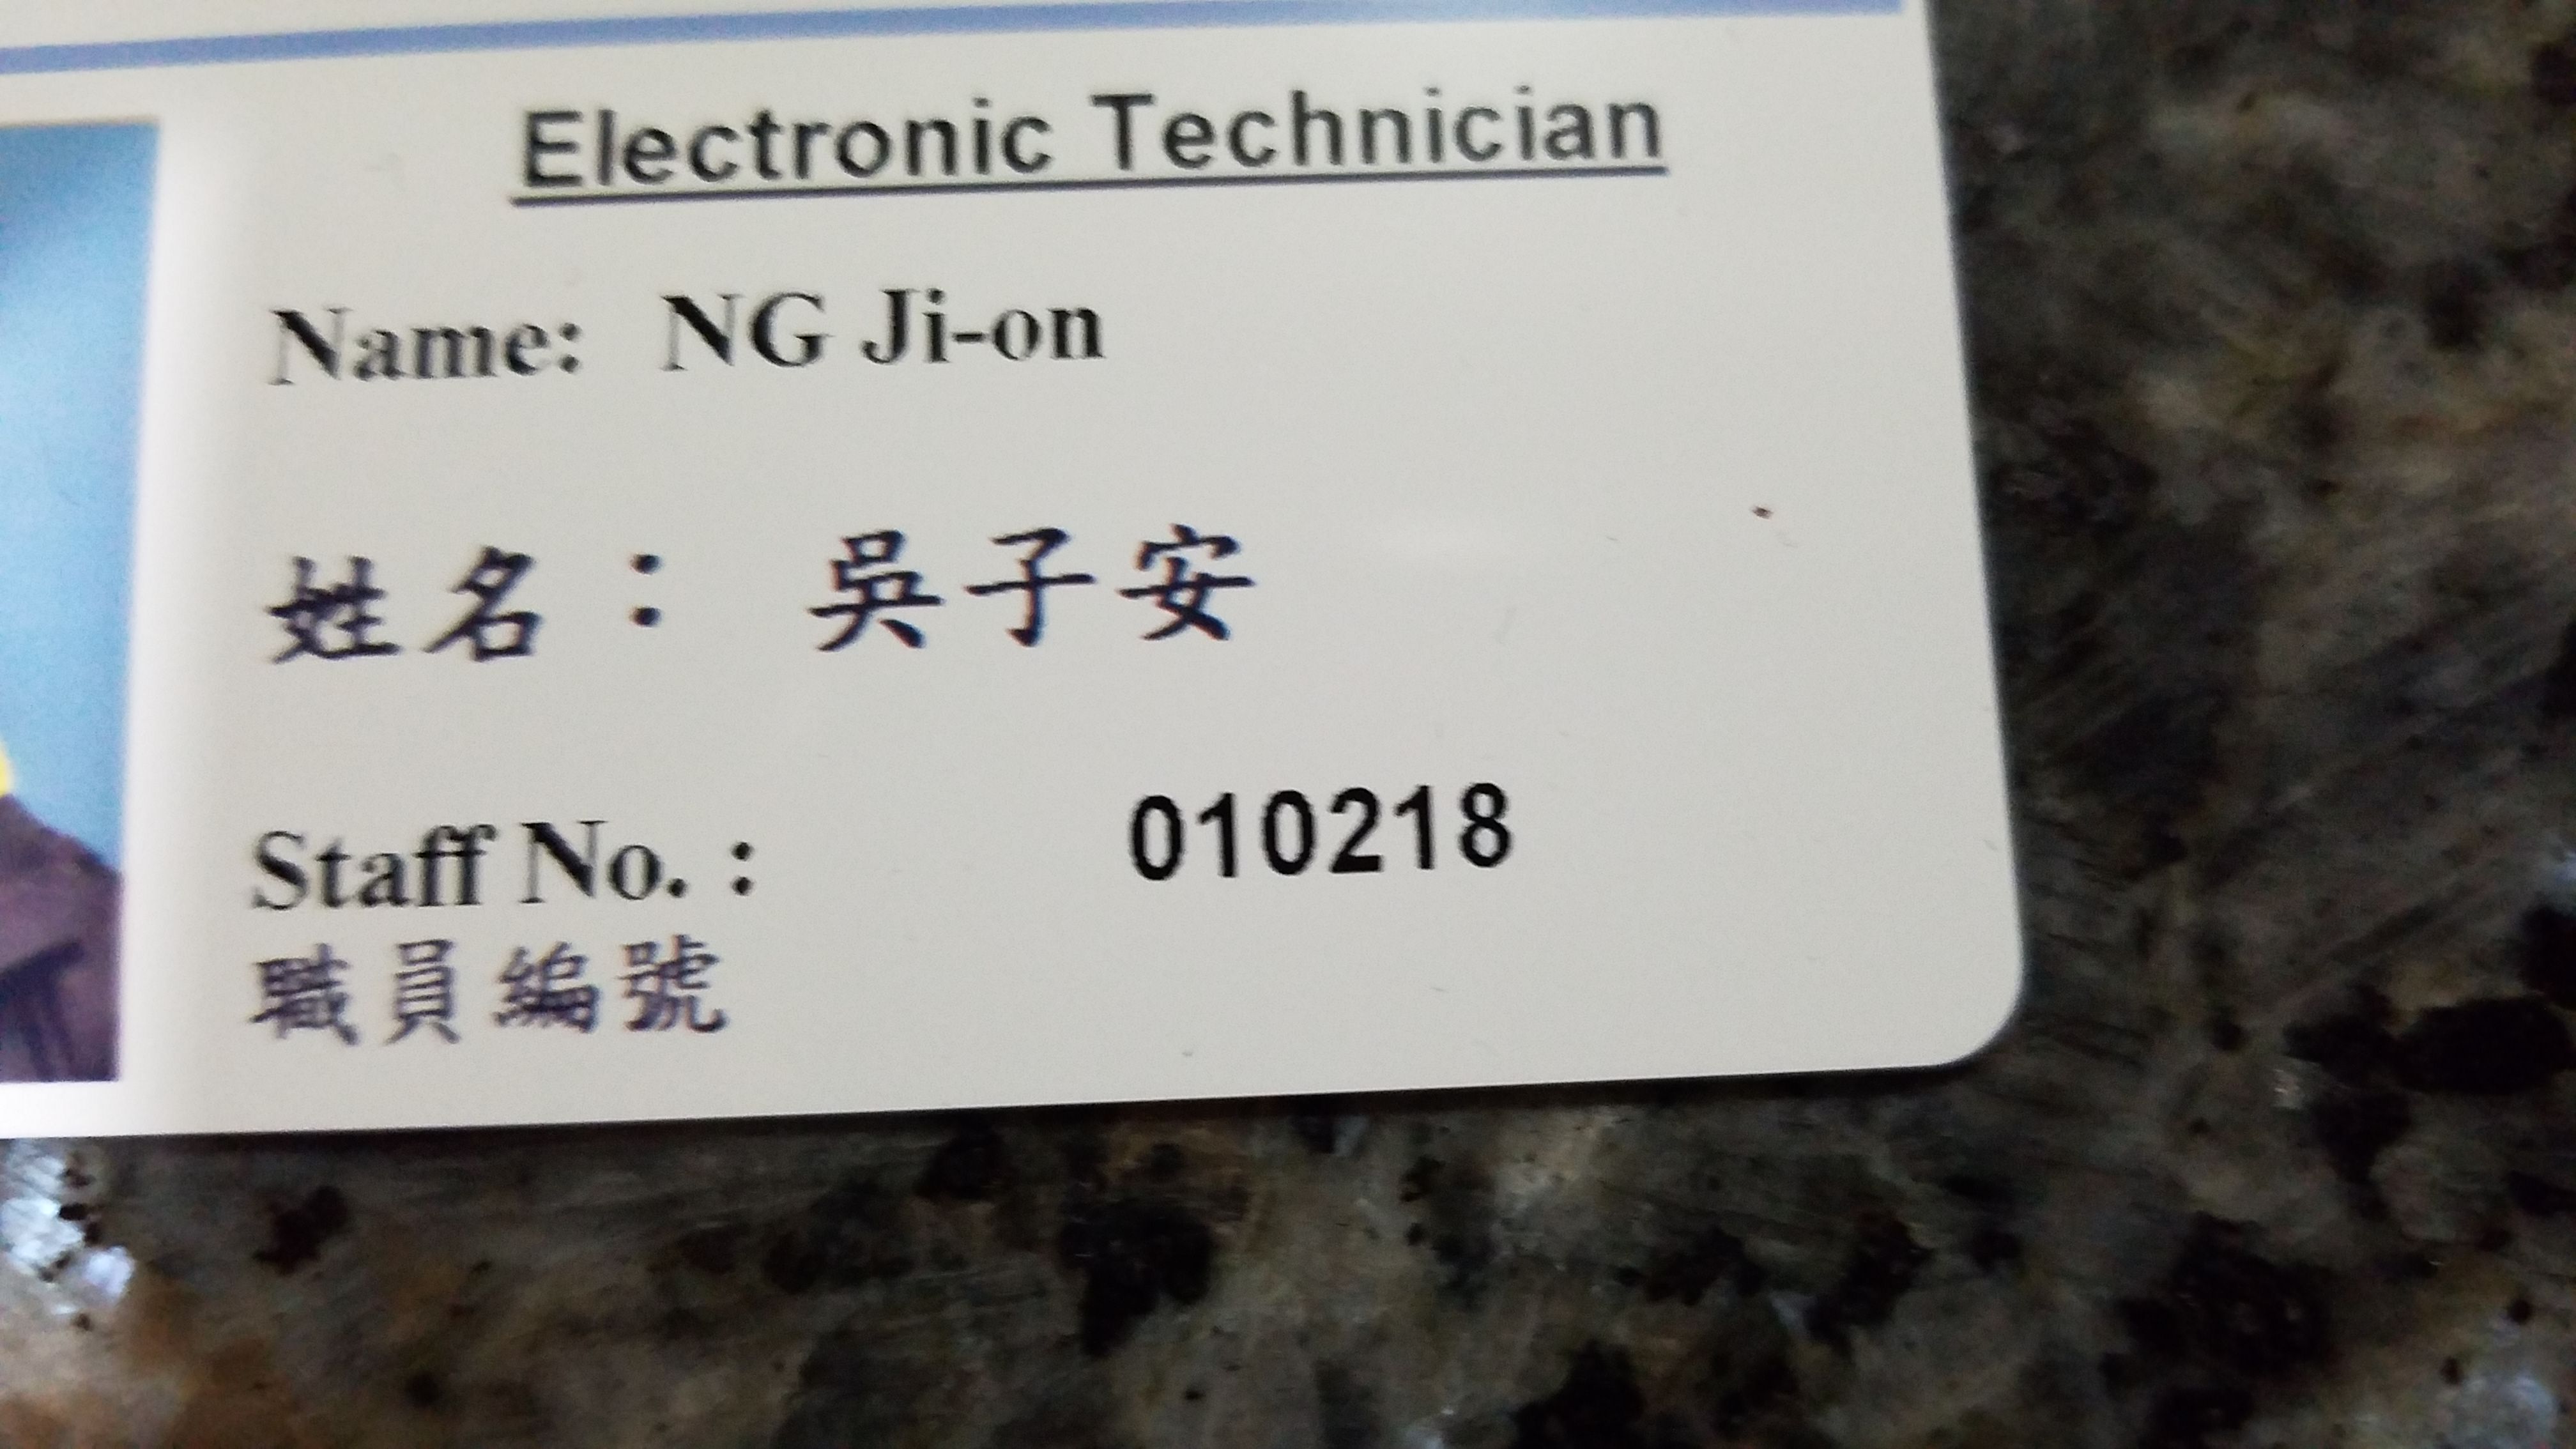 Electronic Technician
Name: NG Ji-on
姓名： 吳子安
Staff No. : 010218
職員編號